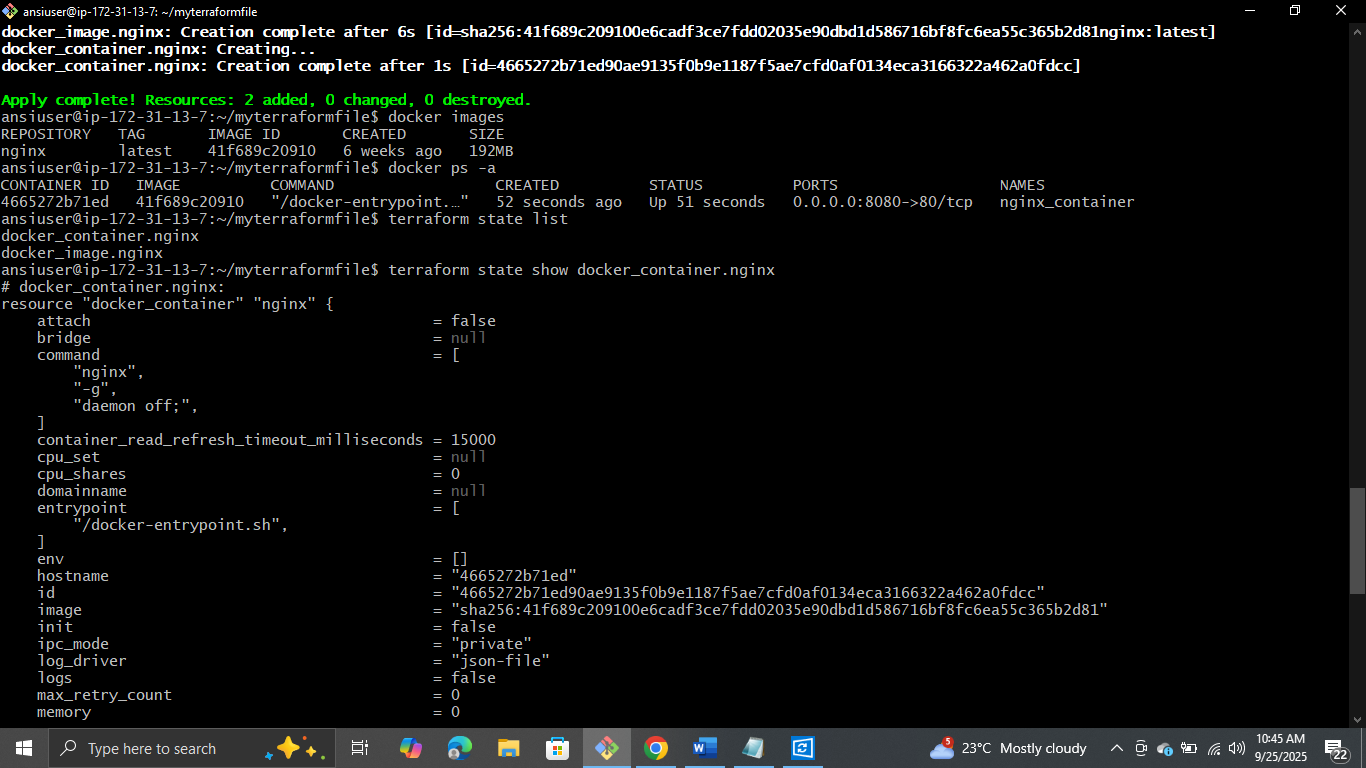 ansiuser@ip-172-31-13-7: ~/myterraformfile
docker_image.nginx: Creation complete after 6s [id=sha256:41f689c209100e6cadf3ce7fdd02035e90dbd1d586716bf8fc6ea55c365b2d81nginx:latest]
docker_container.nginx: Creating...
docker_container.nginx: Creation complete after 1s [id=4665272b71ed90ae9135f0b9e1187f5ae7cfd0af0134eca3166322a462a0fdcc]
Apply complete! Resources: 2 added, 0 changed, 0 destroyed.
ansiuser@ip-172-31-13-7:~/myterraformfile$ docker images
REPOSITORY   TAG       IMAGE ID       CREATED       SIZE
nginx        latest    41f689c20910   6 weeks ago   192MB
ansiuser@ip-172-31-13-7:~/myterraformfile$ docker ps -a
CONTAINER ID   IMAGE          COMMAND                  CREATED          STATUS          PORTS                  NAMES
4665272b71ed   41f689c20910   "/docker-entrypoint.…"   52 seconds ago   Up 51 seconds   0.0.0.0:8080->80/tcp   nginx_container
ansiuser@ip-172-31-13-7:~/myterraformfile$ terraform state list
docker_container.nginx
docker_image.nginx
ansiuser@ip-172-31-13-7:~/myterraformfile$ terraform state show docker_container.nginx
# docker_container.nginx:
resource "docker_container" "nginx" {
    attach                                      = false
    bridge                                      = null
    command                                     = [
        "nginx",
        "-g",
        "daemon off;",
    ]
    container_read_refresh_timeout_milliseconds = 15000
    cpu_set                                     = null
    cpu_shares                                  = 0
    domainname                                  = null
    entrypoint                                  = [
        "/docker-entrypoint.sh",
    ]
    env                                         = []
    hostname                                    = "4665272b71ed"
    id                                          = "4665272b71ed90ae9135f0b9e1187f5ae7cfd0af0134eca3166322a462a0fdcc"
    image                                       = "sha256:41f689c209100e6cadf3ce7fdd02035e90dbd1d586716bf8fc6ea55c365b2d81"
    init                                        = false
    ipc_mode                                    = "private"
    log_driver                                  = "json-file"
    logs                                        = false
    max_retry_count                             = 0
    memory                                      = 0
Type here to search
5
23°C Mostly cloudy
10:45 AM
9/25/2025
22